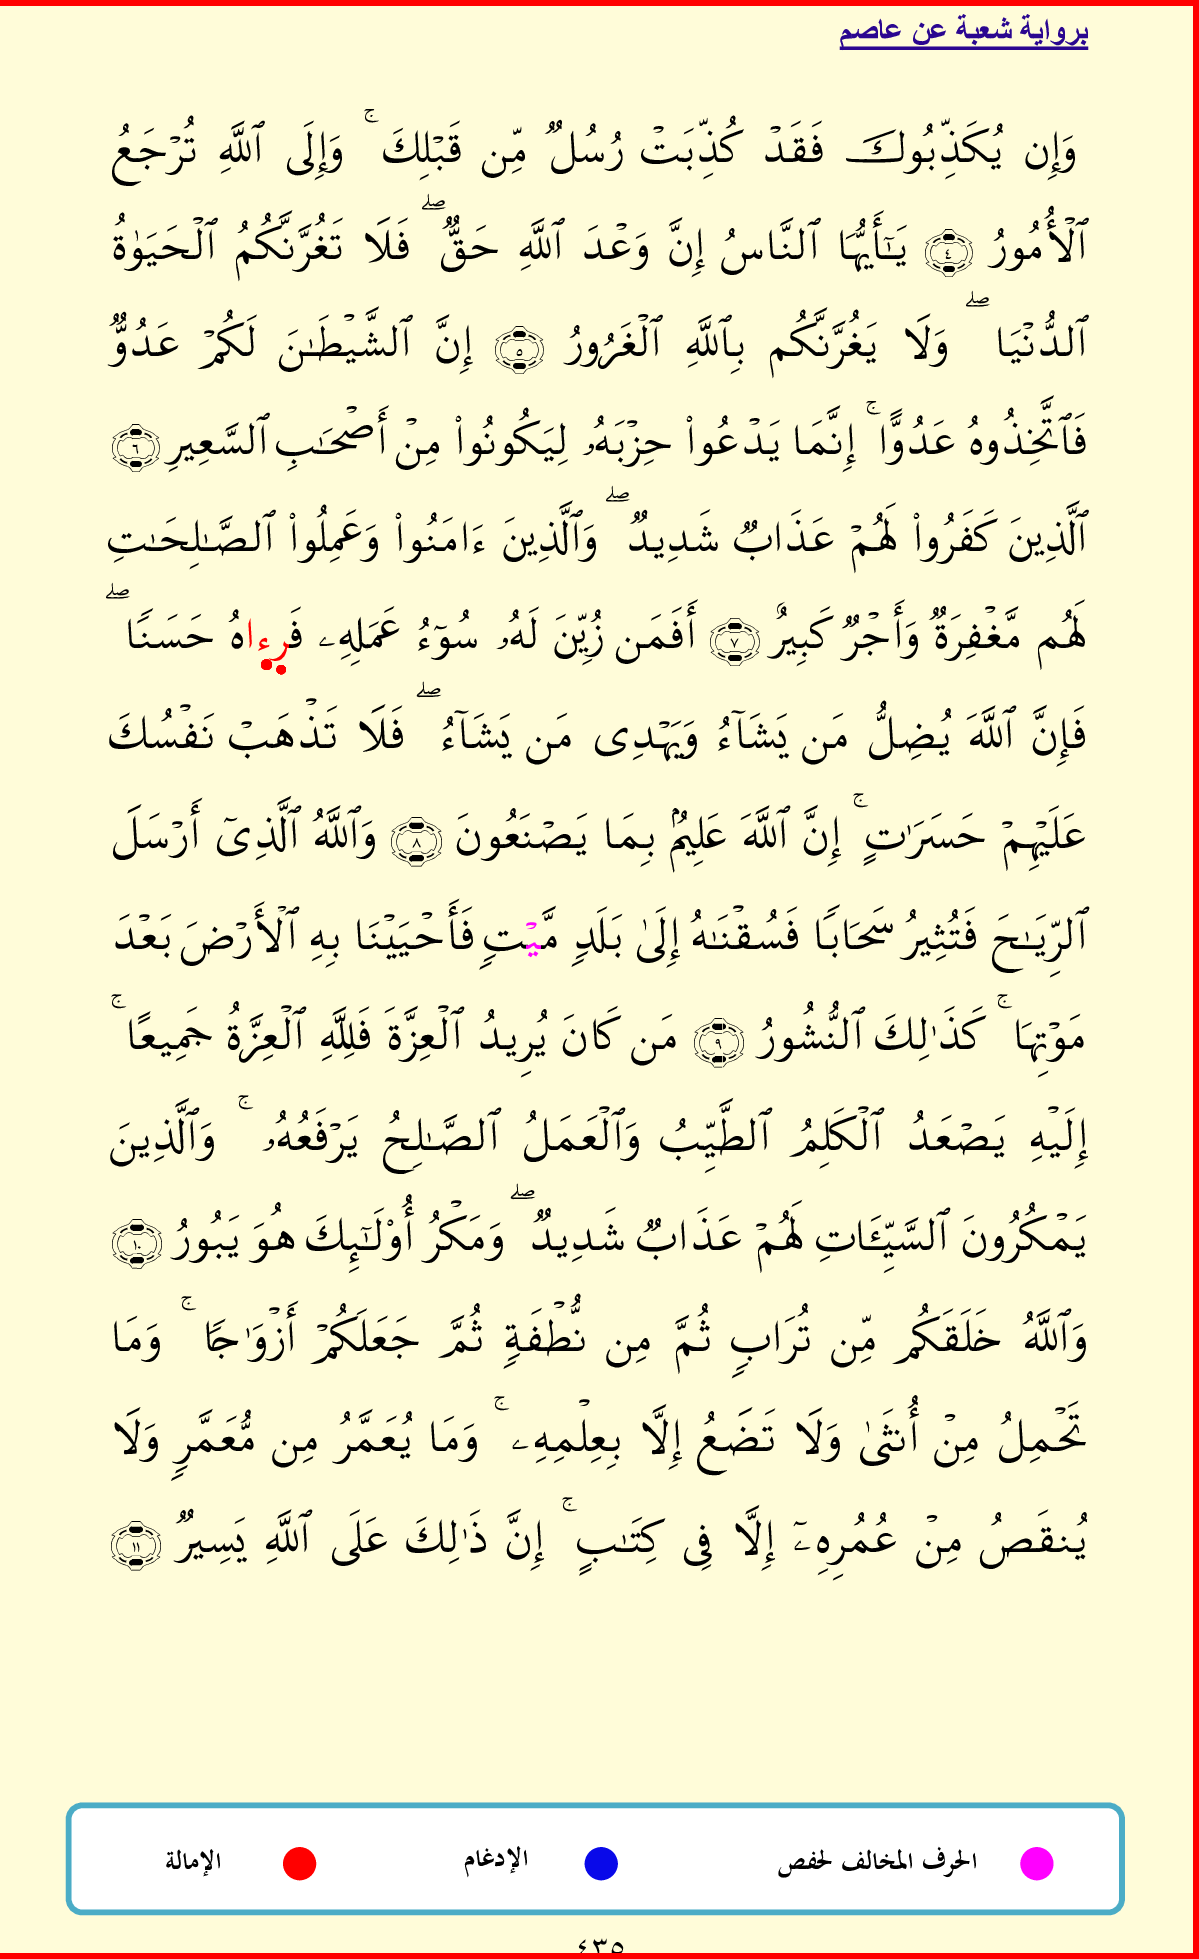 برواية شعبة عن عاصم
وَإِن يُكَذِّبُوكَ فَقَدْ كُذِّبَتْ رُسُلٌ مِّن قَبْلِكَ ۚ وَإِلَى ٱللَّهِ تُرْجَعُ
ٱلْأُمُورُ ٤ يَـٰٓأَيُّهَا ٱلنَّاسُ إِنَّ وَعْدَ ٱللَّهِ حَقٌّ ۖ فَلَا تَغُرَّنَّكُمُ ٱلْحَيَوٰةُ
ٱلدُّنْيَا ۖ وَلَا يَغُرَّنَّكُم بِٱللَّهِ ٱلْغَرُورُ ٥ إِنَّ ٱلشَّيْطَـٰنَ لَكُمْ عَدُوٌّ
فَٱتَّخِذُوهُ عَدُوًّا ۚ إِنَّمَا يَدْعُوا۟ حِزْبَهُۥ لِيَكُونُوا۟ مِنْ أَصْحَـٰبِ ٱلسَّعِيرِ ٦
ٱلَّذِينَ كَفَرُوا۟ لَهُمْ عَذَابٌ شَدِيدٌ ۖ وَٱلَّذِينَ ءَامَنُوا۟ وَعَمِلُوا۟ ٱلصَّـٰلِحَـٰتِ
لَهُم مَّغْفِرَةٌ وَأَجْرٌ كَبِيرٌ ٧ أَفَمَن زُيِّنَ لَهُۥ سُوٓءُ عَمَلِهِۦ فَرِءاهُ حَسَنًا ۖ
فَإِنَّ ٱللَّهَ يُضِلُّ مَن يَشَآءُ وَيَهْدِى مَن يَشَآءُ ۖ فَلَا تَذْهَبْ نَفْسُكَ
عَلَيْهِمْ حَسَرَٰتٍ ۚ إِنَّ ٱللَّهَ عَلِيمٌۢ بِمَا يَصْنَعُونَ ٨ وَٱللَّهُ ٱلَّذِىٓ أَرْسَلَ
ٱلرِّيَـٰحَ فَتُثِيرُ سَحَابًا فَسُقْنَـٰهُ إِلَىٰ بَلَدٍ مَّيْتٍ فَأَحْيَيْنَا بِهِ ٱلْأَرْضَ بَعْدَ
مَوْتِهَا ۚ كَذَٰلِكَ ٱلنُّشُورُ ٩ مَن كَانَ يُرِيدُ ٱلْعِزَّةَ فَلِلَّهِ ٱلْعِزَّةُ جَمِيعًا ۚ
إِلَيْهِ يَصْعَدُ ٱلْكَلِمُ ٱلطَّيِّبُ وَٱلْعَمَلُ ٱلصَّـٰلِحُ يَرْفَعُهُۥ ۚ وَٱلَّذِينَ
يَمْكُرُونَ ٱلسَّيِّـَٔاتِ لَهُمْ عَذَابٌ شَدِيدٌ ۖ وَمَكْرُ أُو۟لَـٰٓئِكَ هُوَ يَبُورُ ١٠
وَٱللَّهُ خَلَقَكُم مِّن تُرَابٍ ثُمَّ مِن نُّطْفَةٍ ثُمَّ جَعَلَكُمْ أَزْوَٰجًا ۚ وَمَا
تَحْمِلُ مِنْ أُنثَىٰ وَلَا تَضَعُ إِلَّا بِعِلْمِهِۦ ۚ وَمَا يُعَمَّرُ مِن مُّعَمَّرٍ وَلَا
يُنقَصُ مِنْ عُمُرِهِۦٓ إِلَّا فِى كِتَـٰبٍ ۚ إِنَّ ذَٰلِكَ عَلَى ٱللَّهِ يَسِيرٌ ١١
الحرف المخالف لحفص الإدغام الإمالة
٤٣٥